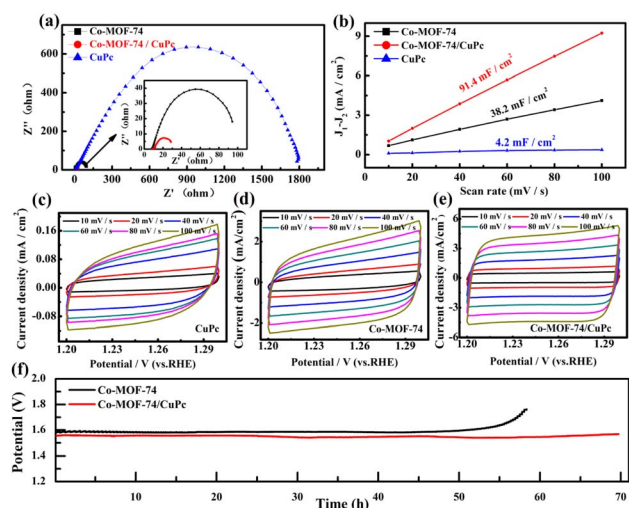 (a)
Co-MOF-74
Co-MOF-74 / CuPc
CuPc
Z'' (ohm)
600
400
200
0
0 300 600 900 1200 1500 1800
Z' (ohm)
Z'' (ohm)
40
30
20
10
0
0 30 60 90
Z' (ohm)
(b)
Co-MOF-74
Co-MOF-74/CuPc
CuPc
J1-J2 (mA / cm²)
9
6
3
0
91.4 mF / cm²
38.2 mF / cm²
4.2 mF / cm²
20 40 60 80 100
Scan rate (mV / s)
(c)
10 mV / s 20 mV / s 40 mV / s
60 mV / s 80 mV / s 100 mV / s
Current density (mA / cm²)
0.16
0.08
0.00
-0.08
CuPc
1.20 1.23 1.26 1.29
Potential / V (vs.RHE)
(d)
10 mV / s 20 mV / s 40 mV / s
60 mV / s 80 mV / s 100 mV / s
Current density (mA / cm²)
2
0
-2
Co-MOF-74
1.20 1.23 1.26 1.29
Potential / V (vs.RHE)
(e)
10 mV / s 20 mV / s 40 mV / s
60 mV / s 80 mV / s 100 mV / s
Current density (mA / cm²)
6
3
0
-3
-6
Co-MOF-74/CuPc
1.20 1.23 1.26 1.29
Potential / V (vs.RHE)
(f)
Co-MOF-74
Co-MOF-74/CuPc
Potential (V)
2.0
1.8
1.6
1.4
1.2
10 20 30 40 50 60 70
Time (h)